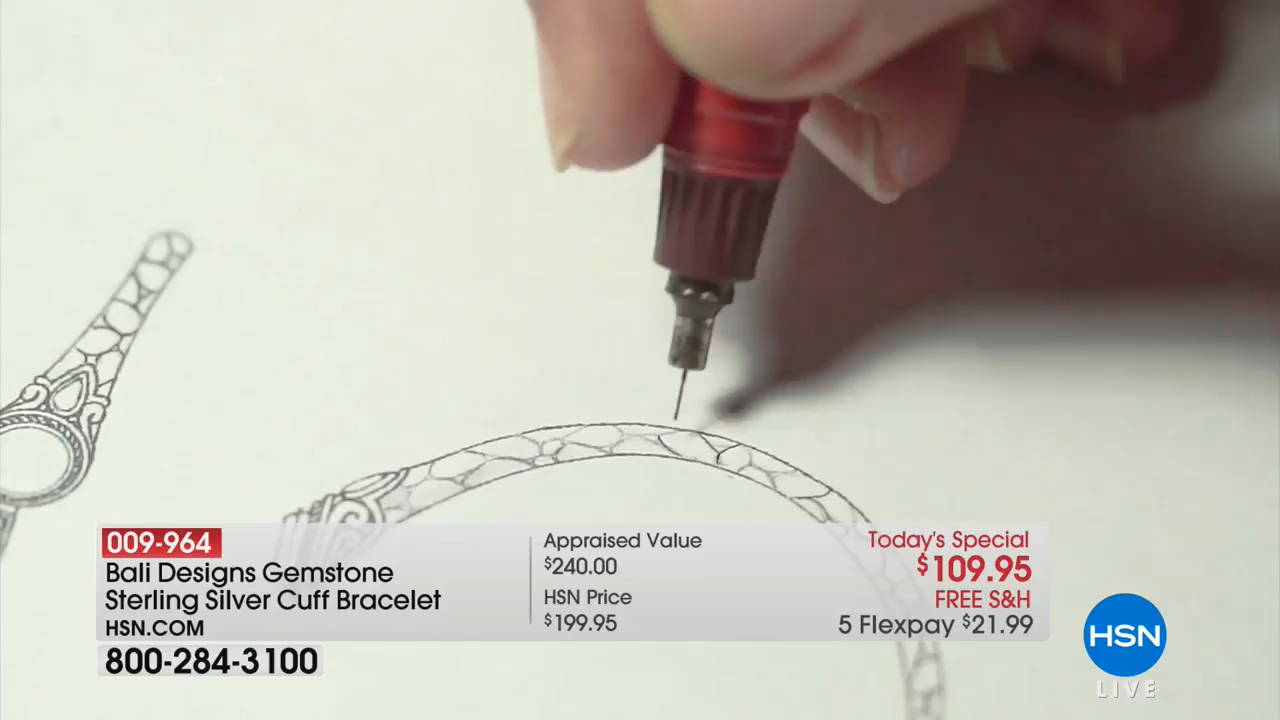 009-964
Bali Designs Gemstone
Sterling Silver Cuff Bracelet
HSN.COM
800-284-3100
Appraised Value
$240.00
HSN Price
$199.95
Today's Special
$109.95
FREE S&H
5 Flexpay $21.99
HSN
LIVE